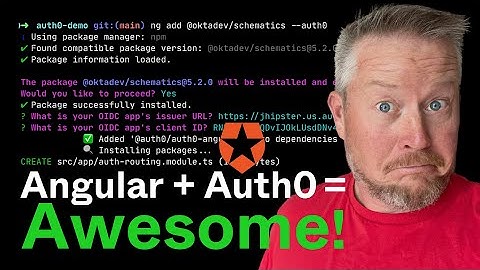 auth0-demo git:(main) ng add @oktadev/schematics --auth0
Using package manager: npm
✔ Found compatible package version: @oktadev/schematics@5.2.0
✔ Package information loaded.
The package @oktadev/schematics@5.2.0 will be installed and
Would you like to proceed? Yes
✔ Package successfully installed.
? What is your OIDC app's issuer URL? https://jhipster.us.au
? What is your OIDC app's client ID?
✅ Added '@auth0/auth0-an dependencies
🔍 Installing packages...
CREATE src/app/auth-routing.module.ts
Angular + Auth0 =
Awesome!